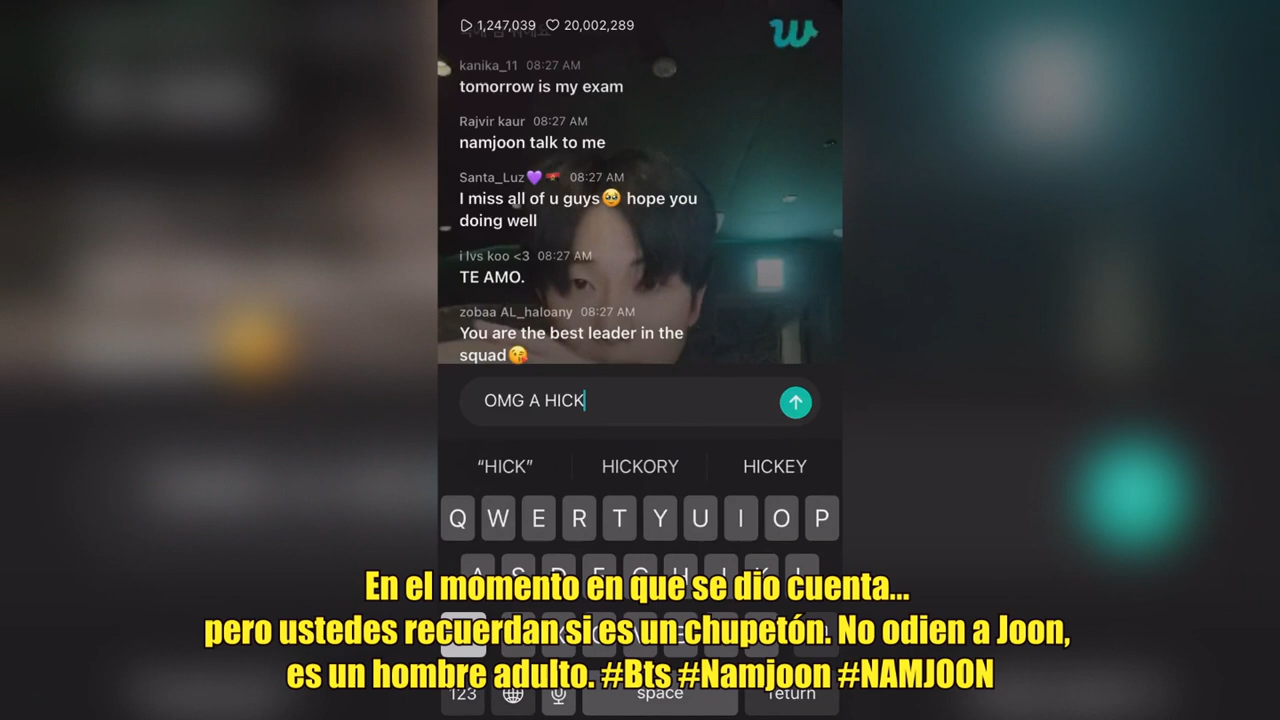 1,247,039 20,002,289
kanika_11 08:27 AM
tomorrow is my exam
Rajvir kaur 08:27 AM
namjoon talk to me
Santa_Luz💜 08:27 AM
I miss all of u guys🥹 hope you
doing well
i lvs koo <3 08:27 AM
TE AMO.
zobaa AL_haloany 08:27 AM
You are the best leader in the
squad😘
OMG A HICK
“HICK” HICKORY HICKEY
Q W E R T Y U I O P
En el momento en que se dio cuenta...
pero ustedes recuerdan si es un chupetón. No odien a Joon,
es un hombre adulto. #Bts #Namjoon #NAMJOON
123 space return